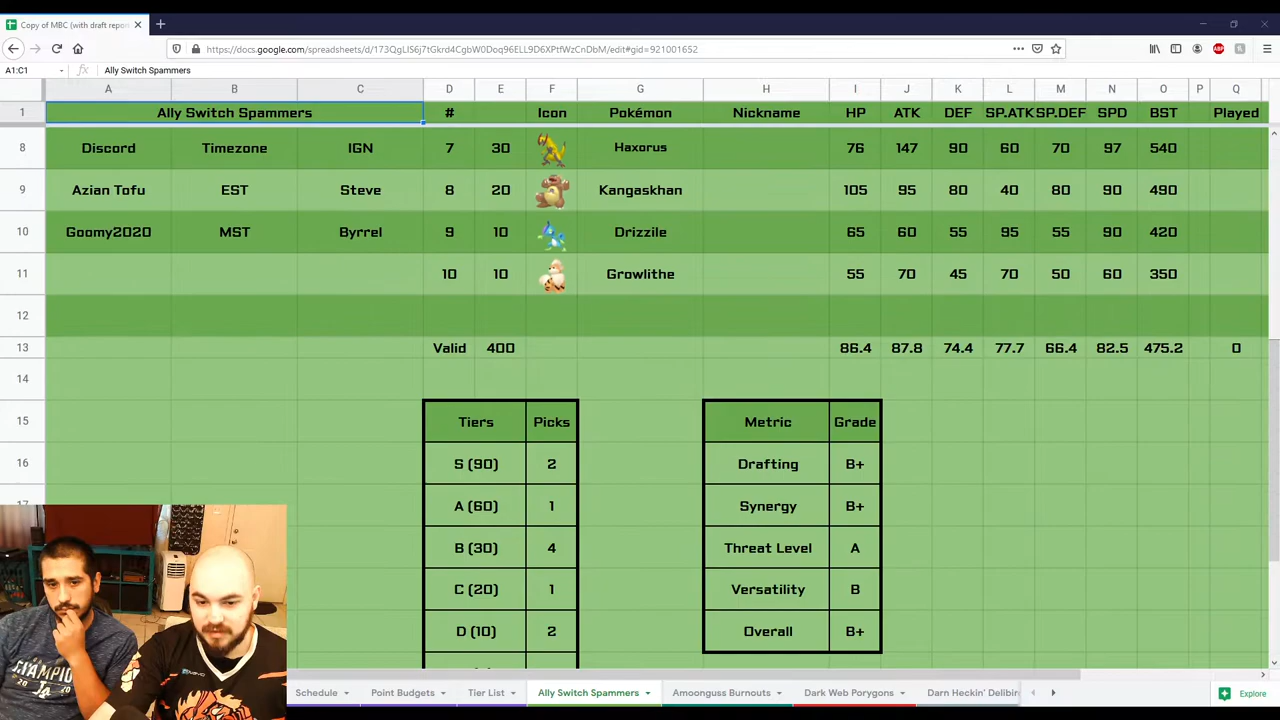 Copy of MBC (with draft repor
https://docs.google.com/spreadsheets/d/173QgLIS6j7tGkrd4CgbW0Doq96ELL9D6XPtfWzCnDbM/edit#gid=921001652
A1:C1 Ally Switch Spammers
A B C D E F G H I J K L M N O P Q
1 Ally Switch Spammers # Icon Pokémon Nickname HP ATK DEF SP.ATK SP.DEF SPD BST Played
8 Discord Timezone IGN 7 30 Haxorus 76 147 90 60 70 97 540
9 Azian Tofu EST Steve 8 20 Kangaskhan 105 95 80 40 80 90 490
10 Goomy2020 MST Byrrel 9 10 Drizzile 65 60 55 95 55 90 420
11 10 10 Growlithe 55 70 45 70 50 60 350
12
13 Valid 400 86.4 87.8 74.4 77.7 66.4 82.5 475.2 0
14
15 Tiers Picks Metric Grade
16 S (90) 2 Drafting B+
17 A (60) 1 Synergy B+
B (30) 4 Threat Level A
C (20) 1 Versatility B
D (10) 2 Overall B+
Schedule Point Budgets Tier List Ally Switch Spammers Amoonguss Burnouts Dark Web Porygons Darn Heckin' Delibir Explore